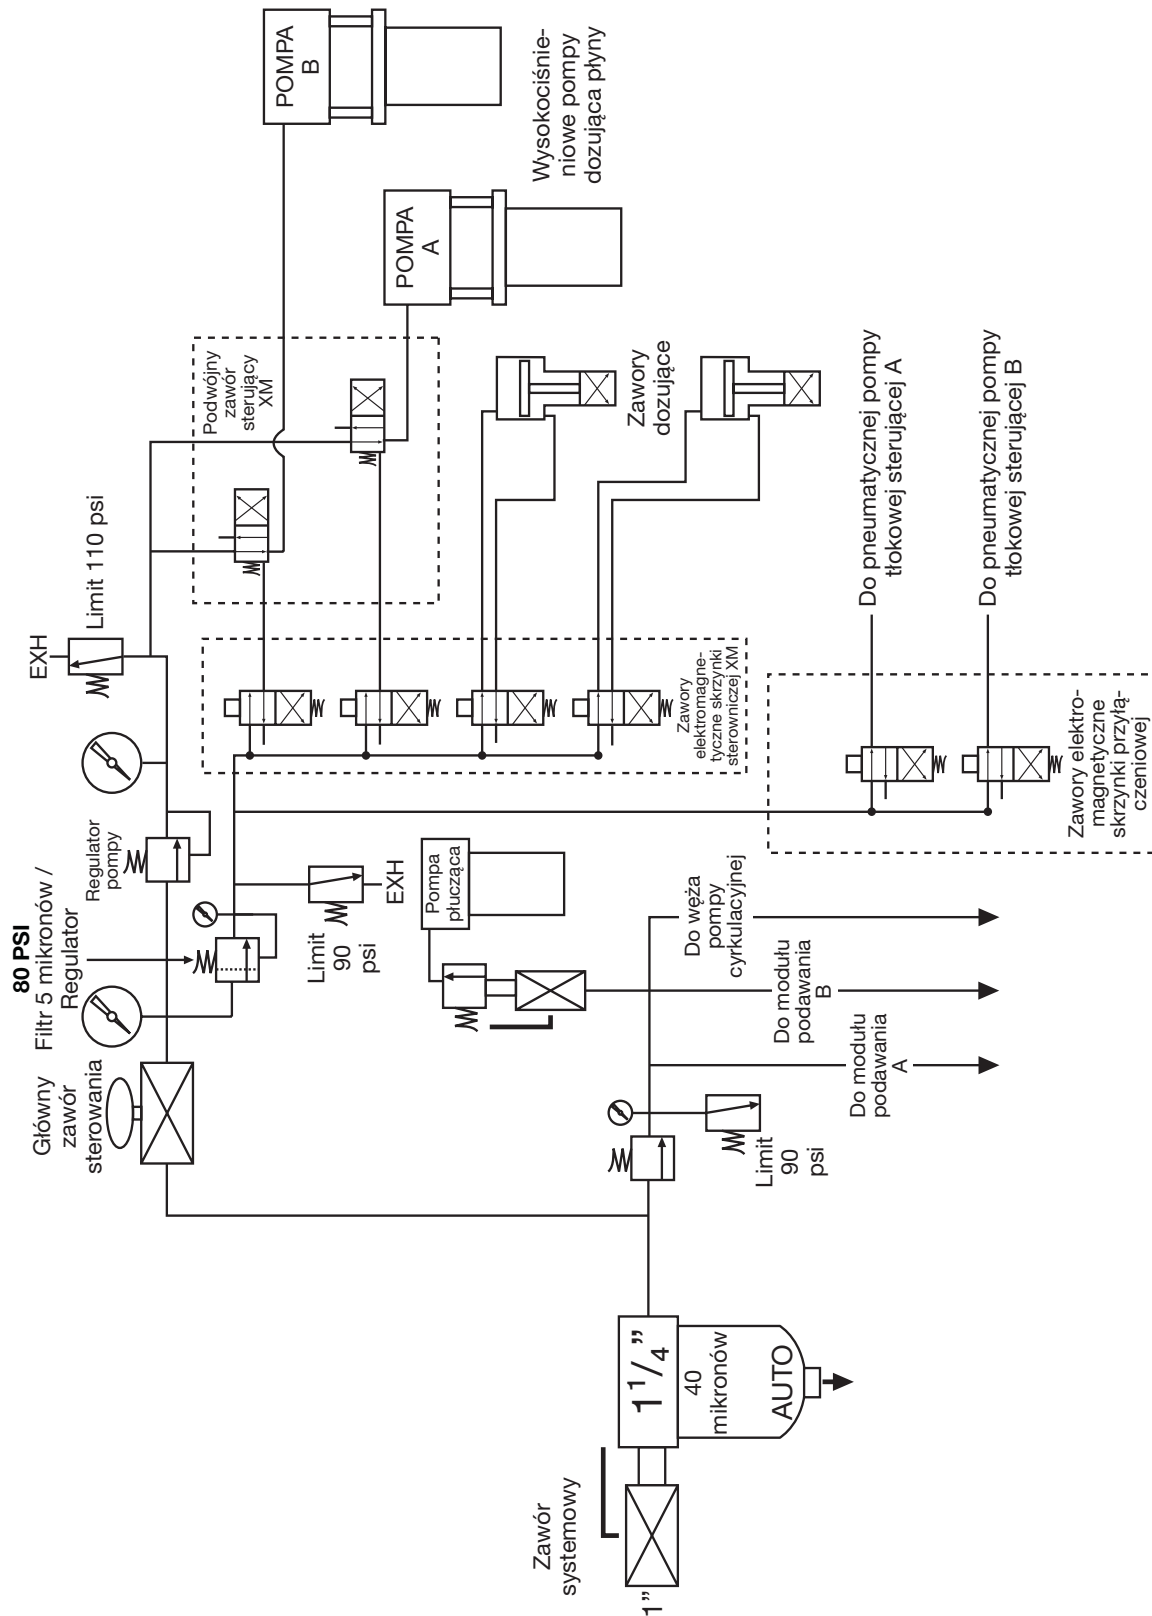 80 PSI
Filtr 5 mikronów /
Regulator
Główny
zawór
sterowania
Regulator
pompy
EXH
Limit 110 psi
Podwójny
zawór
sterujący
XM
POMPA
B
POMPA
A
Wysokociśnie-
niowe pompy
dozująca płyny
Limit
90
psi
EXH
Pompa
płucząca
Zawory
elektromagne-
tyczne skrzynki
sterowniczej XM
Zawory
dozujące
Zawór
systemowy
1”
1 1/4”
40
mikronów
AUTO
Limit
90
psi
Do modułu
podawania
A
Do modułu
podawania
B
Do węża
pompy
cyrkulacyjnej
Zawory elektro-
magnetyczne
skrzynki przyłą-
czeniowej
Do pneumatycznej pompy
tłokowej sterującej A
Do pneumatycznej pompy
tłokowej sterującej B